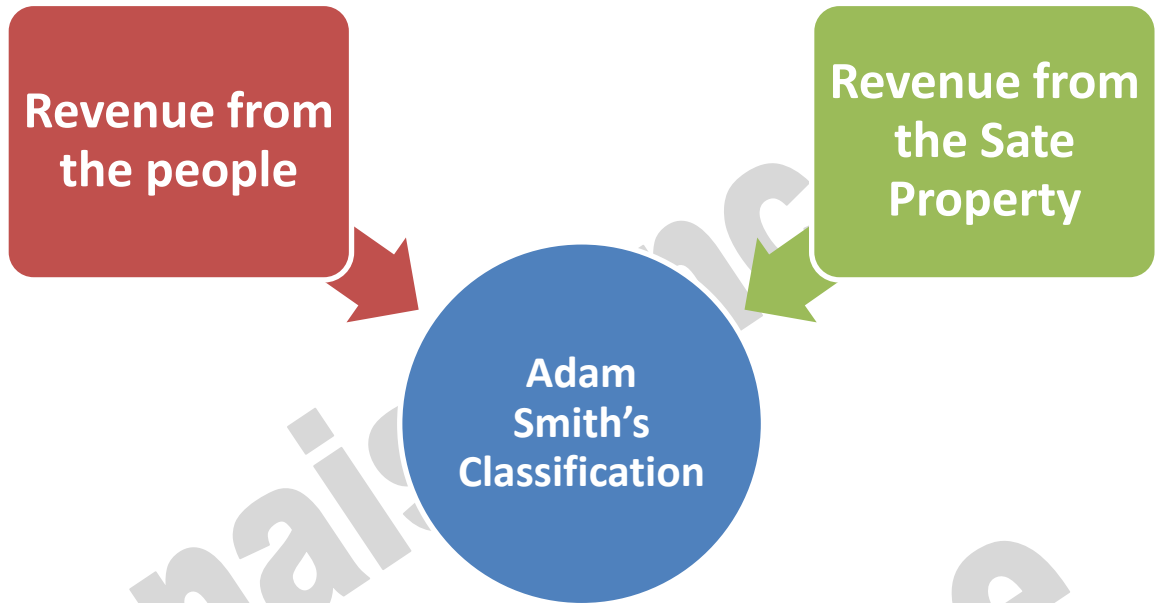 Revenue from
the people
Revenue from
the Sate
Property
Adam
Smith's
Classification